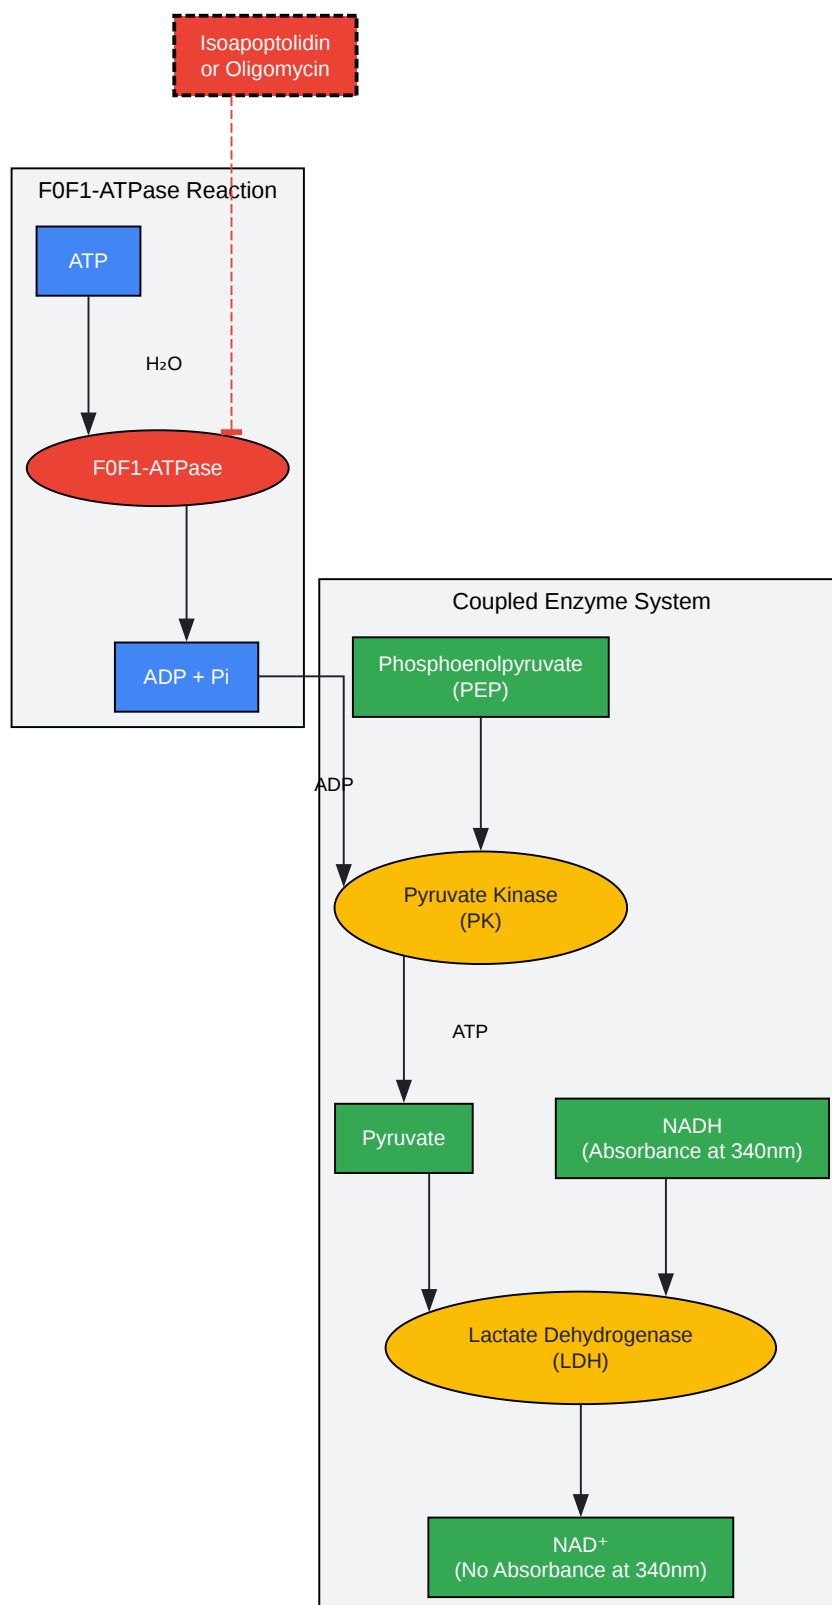 Isoapoptolidin
or Oligomycin
F0F1-ATPase Reaction
ATP
H₂O
F0F1-ATPase
ADP + Pi
Coupled Enzyme System
Phosphoenolpyruvate
(PEP)
ADP
Pyruvate Kinase
(PK)
ATP
Pyruvate
NADH
(Absorbance at 340nm)
Lactate Dehydrogenase
(LDH)
NAD⁺
(No Absorbance at 340nm)